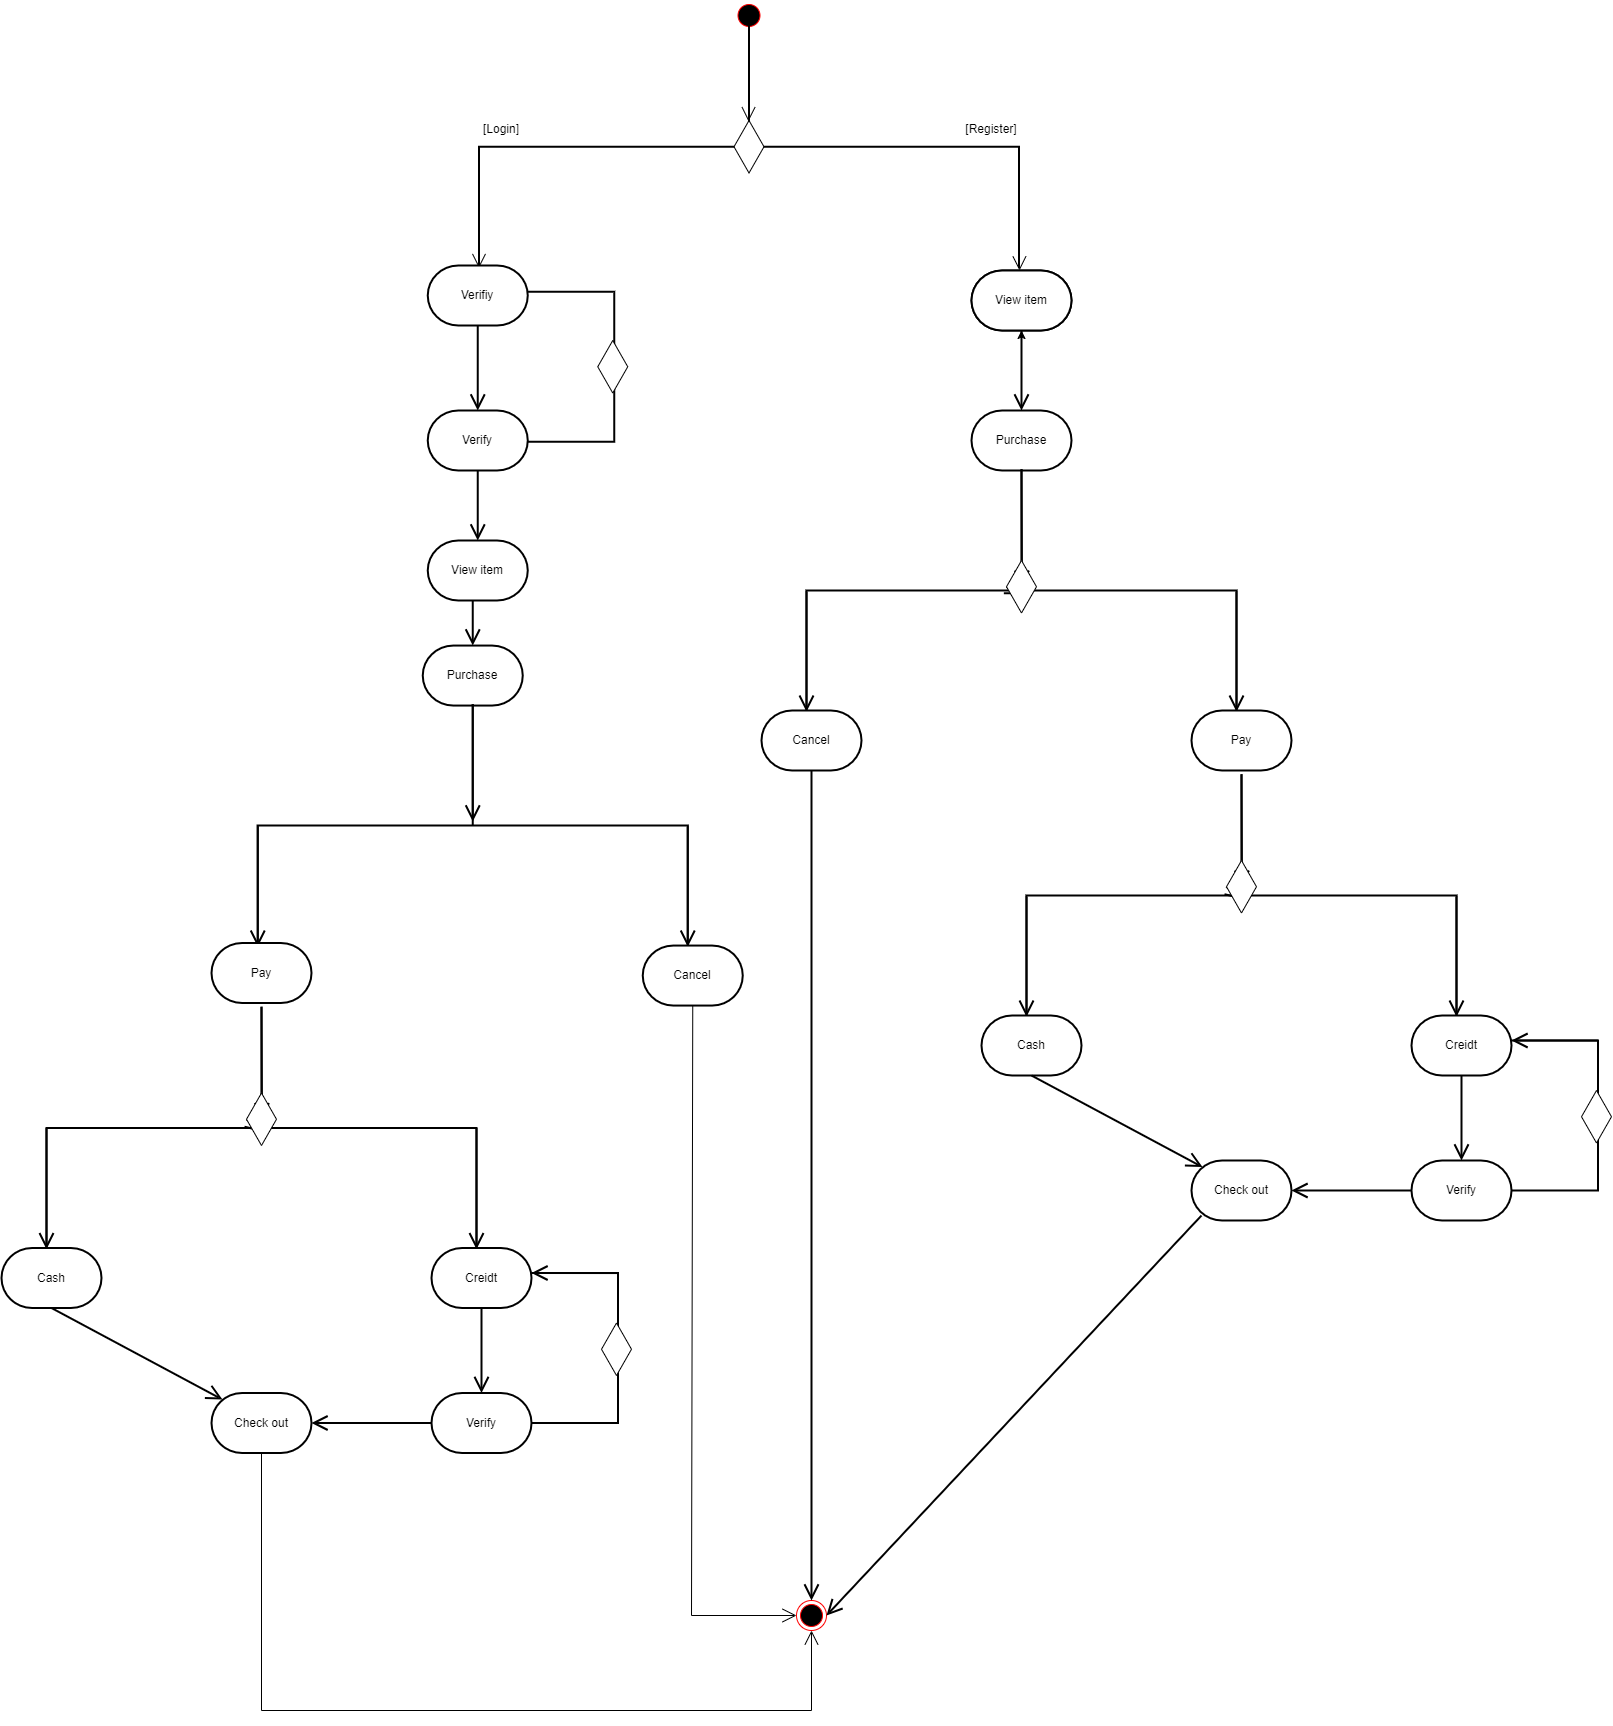 [Login]
[Register]
Verifiy
View item
Verify
Purchase
View item
Purchase
Cancel
Pay
Pay
Cancel
Cash
Creidt
Check out
Verify
Cash
Creidt
Check out
Verify